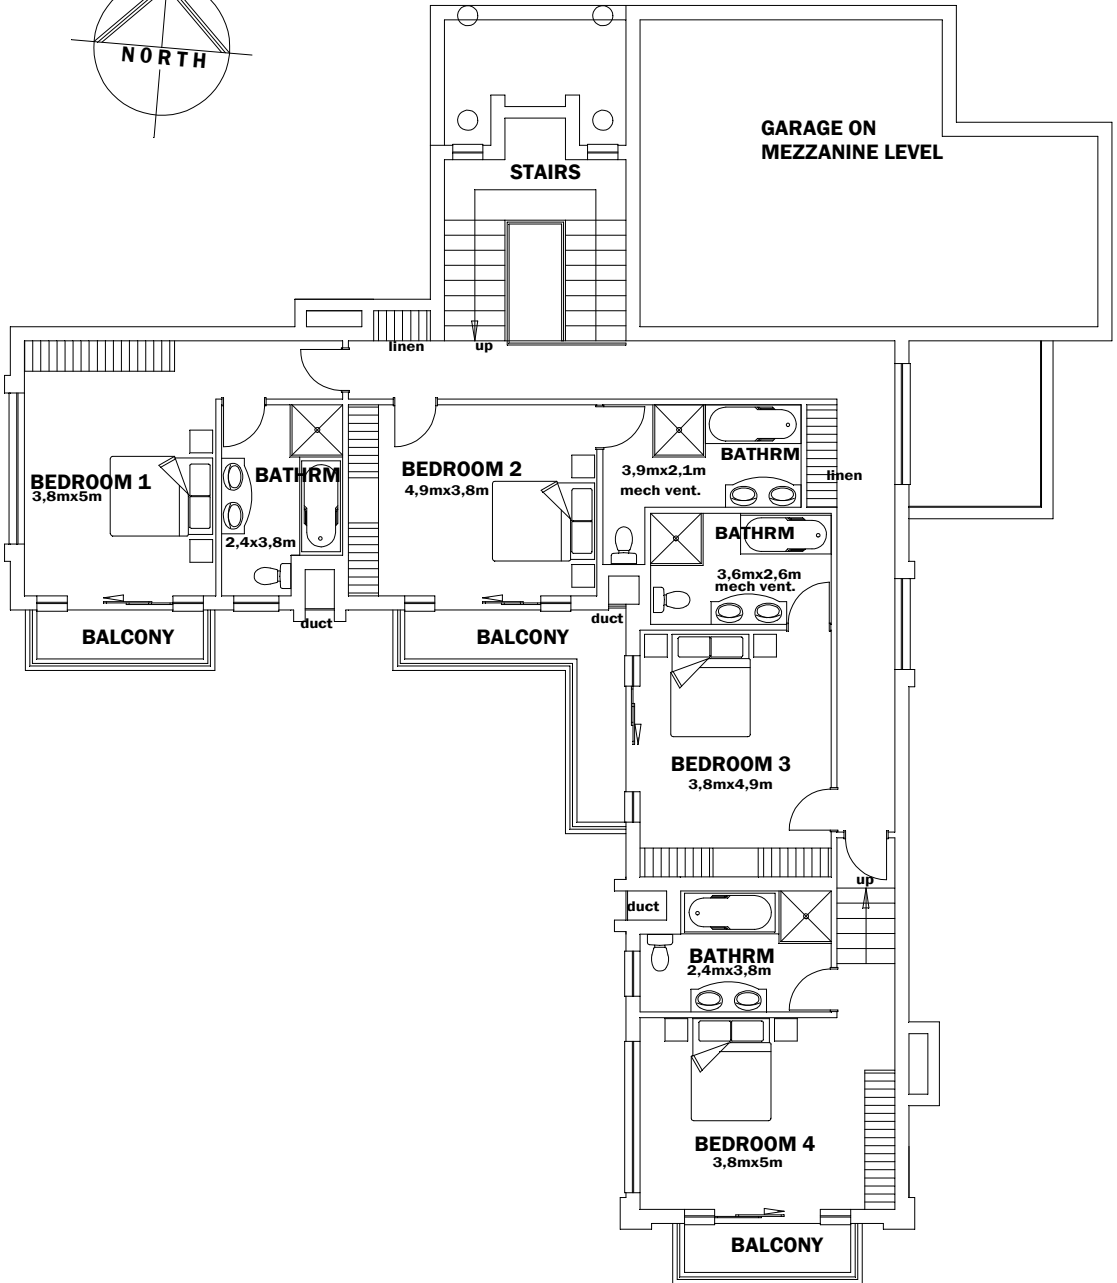 NORTH
GARAGE ON
MEZZANINE LEVEL
STAIRS
linen
up
BEDROOM 1
3,8mx5m
BATHRM
2,4x3,8m
BEDROOM 2
4,9mx3,8m
BATHRM
3,9mx2,1m
mech vent.
linen
BATHRM
3,6mx2,6m
mech vent.
duct
duct
BALCONY
BALCONY
BEDROOM 3
3,8mx4,9m
up
duct
BATHRM
2,4mx3,8m
BEDROOM 4
3,8mx5m
BALCONY